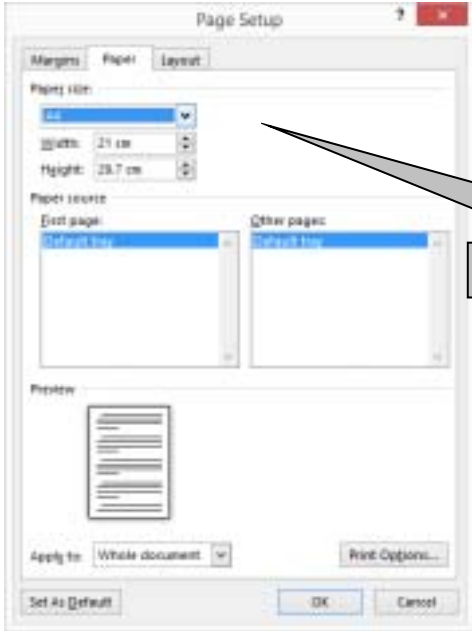 Page Setup ?
Margins Paper Layout
Paper size
A4
Width: 21 cm
Height: 29.7 cm
Paper source
First page: Other pages:
Default tray Default tray
Preview
Apply to: Whole document Print Options...
Set As Default OK Cancel